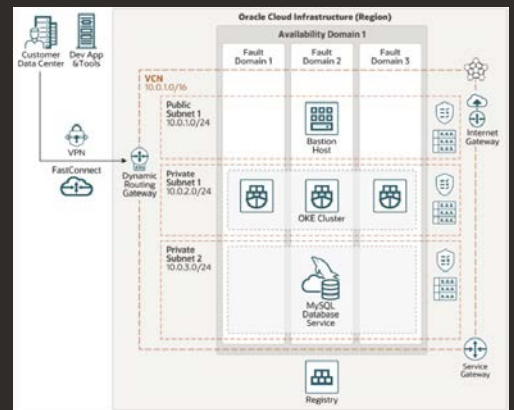 Oracle Cloud Infrastructure (Region)
Availability Domain 1
Fault
Domain 1
Fault
Domain 2
Fault
Domain 3
Customer
Data Center
Dev App
&Tools
VCN
10.0.1.0/16
Public
Subnet 1
10.0.1.0/24
Bastion
Host
Internet
Gateway
VPN
FastConnect
Dynamic
Routing
Gateway
Private
Subnet 1
10.0.2.0/24
OKE Cluster
Private
Subnet 2
10.0.3.0/24
MySQL
Database
Service
Service
Gateway
Registry